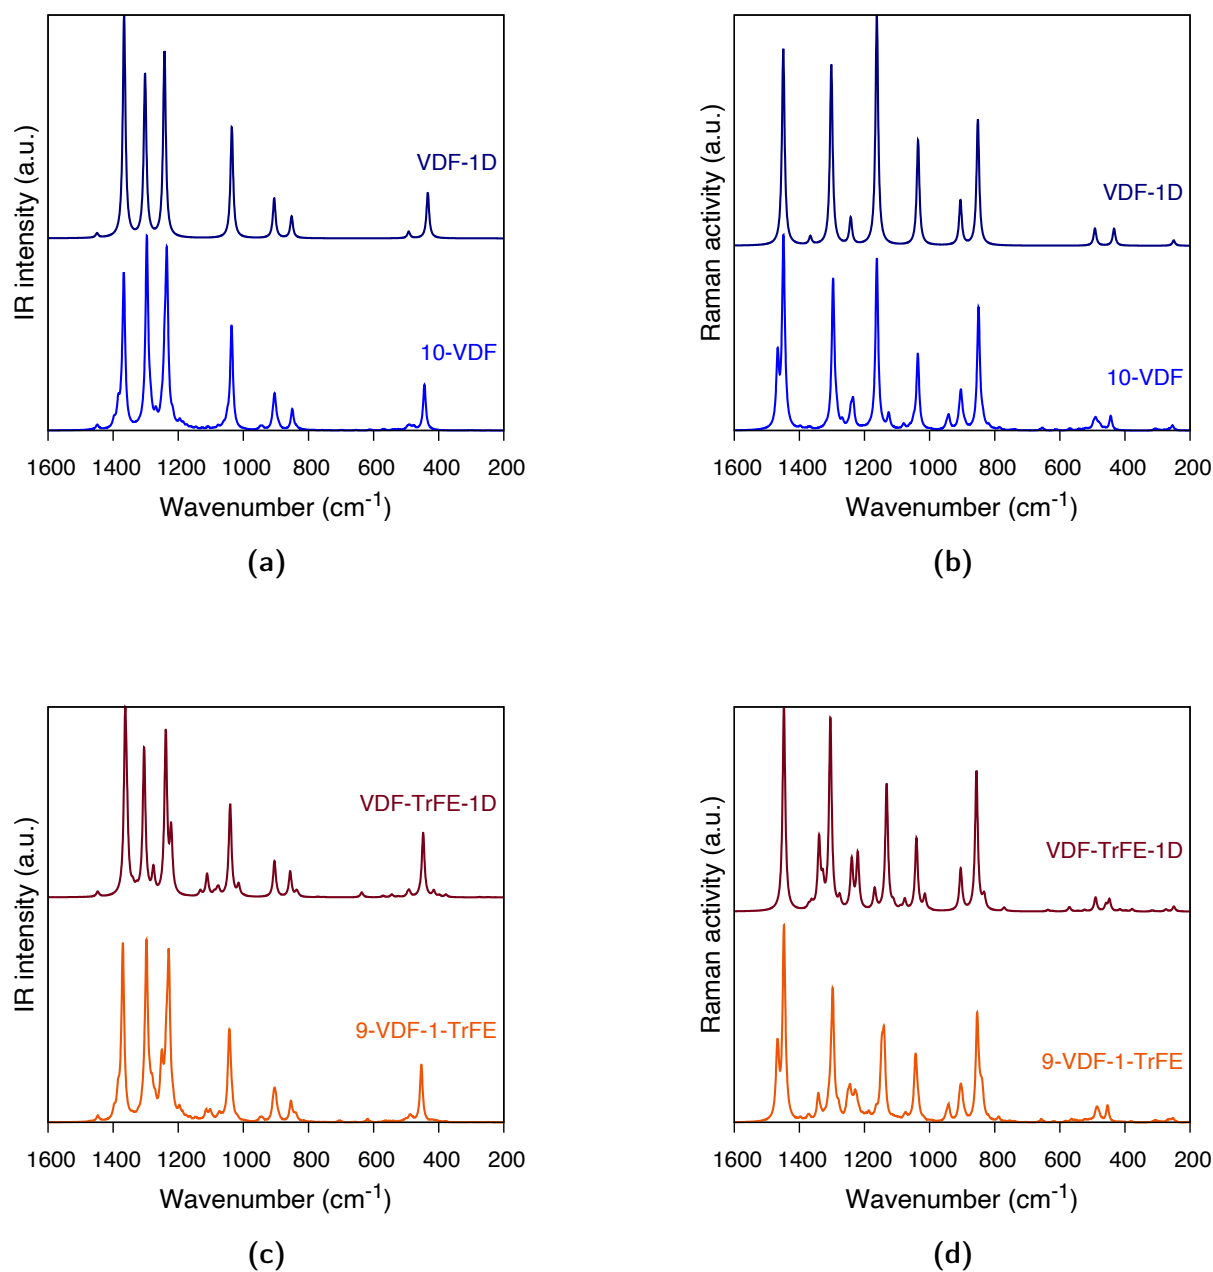 IR intensity (a.u.)
VDF-1D
10-VDF
1600 1400 1200 1000 800 600 400 200
Wavenumber (cm⁻¹)
(a)
Raman activity (a.u.)
VDF-1D
10-VDF
1600 1400 1200 1000 800 600 400 200
Wavenumber (cm⁻¹)
(b)
IR intensity (a.u.)
VDF-TrFE-1D
9-VDF-1-TrFE
1600 1400 1200 1000 800 600 400 200
Wavenumber (cm⁻¹)
(c)
Raman activity (a.u.)
VDF-TrFE-1D
9-VDF-1-TrFE
1600 1400 1200 1000 800 600 400 200
Wavenumber (cm⁻¹)
(d)